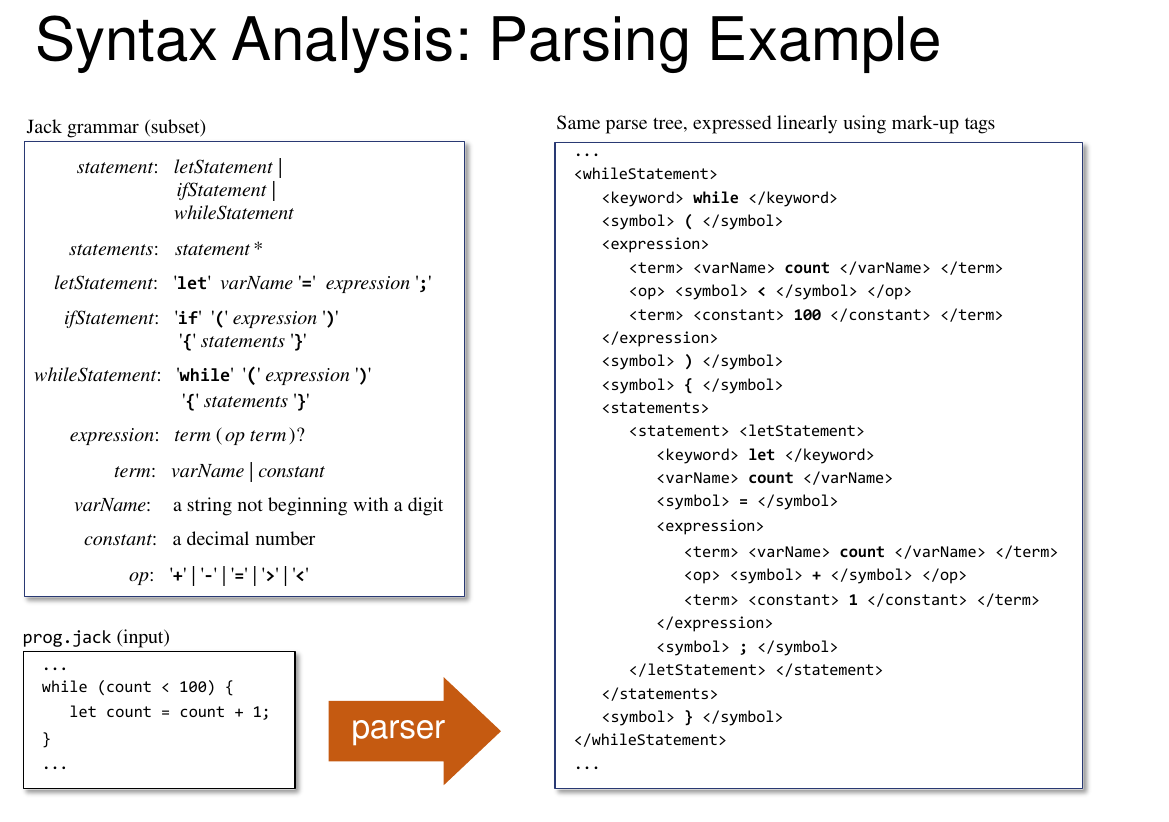 Syntax Analysis: Parsing Example
Jack grammar (subset)
statement: letStatement |
ifStatement |
whileStatement
statements: statement *
letStatement: 'let' varName '=' expression ';'
ifStatement: 'if' '(' expression ')'
'{' statements '}'
whileStatement: 'while' '(' expression ')'
'{' statements '}'
expression: term (op term)?
term: varName | constant
varName: a string not beginning with a digit
constant: a decimal number
op: '+' | '-' | '=' | '>' | '<'
prog.jack (input)
...
while (count < 100) {
let count = count + 1;
}
...
parser
Same parse tree, expressed linearly using mark-up tags
...
<whileStatement>
<keyword> while </keyword>
<symbol> ( </symbol>
<expression>
<term> <varName> count </varName> </term>
<op> <symbol> < </symbol> </op>
<term> <constant> 100 </constant> </term>
</expression>
<symbol> ) </symbol>
<symbol> { </symbol>
<statements>
<statement> <letStatement>
<keyword> let </keyword>
<varName> count </varName>
<symbol> = </symbol>
<expression>
<term> <varName> count </varName> </term>
<op> <symbol> + </symbol> </op>
<term> <constant> 1 </constant> </term>
</expression>
<symbol> ; </symbol>
</letStatement> </statement>
</statements>
<symbol> } </symbol>
</whileStatement>
...